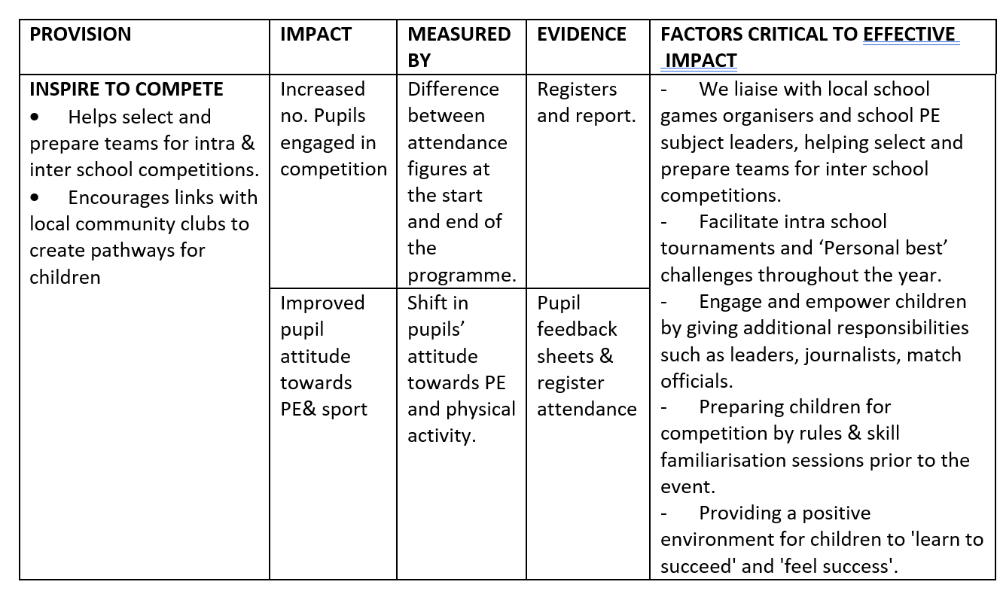 PROVISION
IMPACT
MEASURED
BY
EVIDENCE
FACTORS CRITICAL TO EFFECTIVE
IMPACT
INSPIRE TO COMPETE
• Helps select and
prepare teams for intra &
inter school competitions.
• Encourages links with
local community clubs to
create pathways for
children
Increased
no. Pupils
engaged in
competition
Difference
between
attendance
figures at
the start
and end of
the
programme.
Registers
and report.
Improved
pupil
attitude
towards
PE& sport
Shift in
pupils’
attitude
towards PE
and physical
activity.
Pupil
feedback
sheets &
register
attendance
- We liaise with local school
games organisers and school PE
subject leaders, helping select and
prepare teams for inter school
competitions.
- Facilitate intra school
tournaments and ‘Personal best’
challenges throughout the year.
- Engage and empower children
by giving additional responsibilities
such as leaders, journalists, match
officials.
- Preparing children for
competition by rules & skill
familiarisation sessions prior to the
event.
- Providing a positive
environment for children to 'learn to
succeed' and 'feel success'.